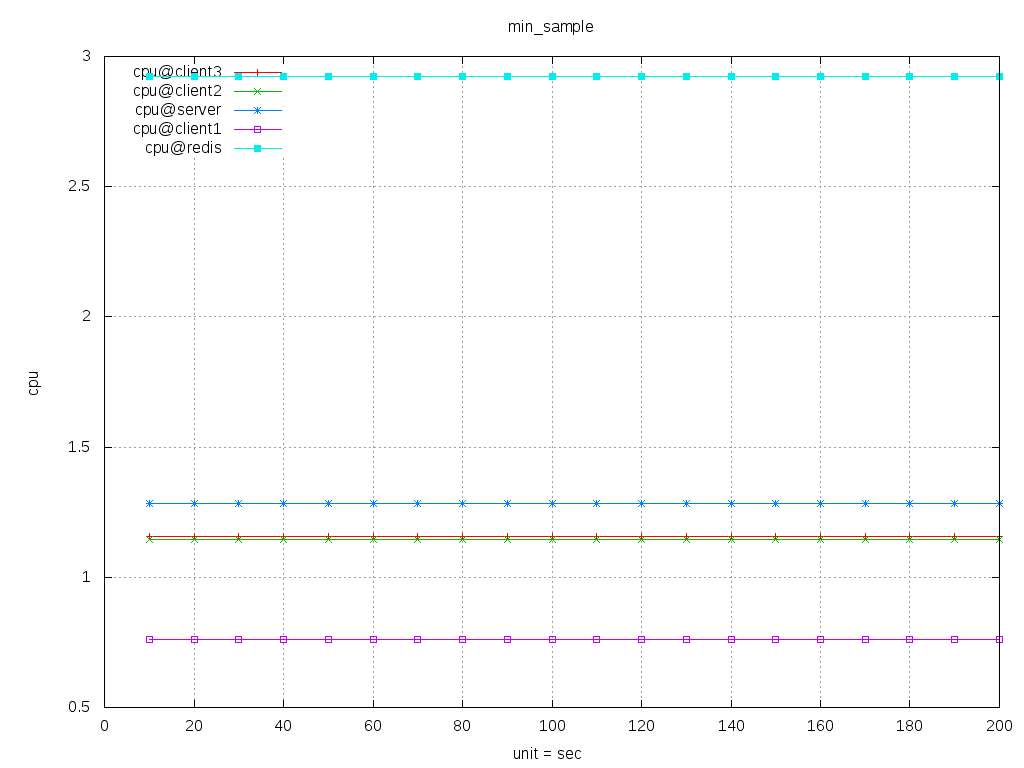 min_sample
3
2.5
2
1.5
1
0.5
cpu
cpu@client3
cpu@client2
cpu@server
cpu@client1
cpu@redis
0 20 40 60 80 100 120 140 160 180 200
unit = sec